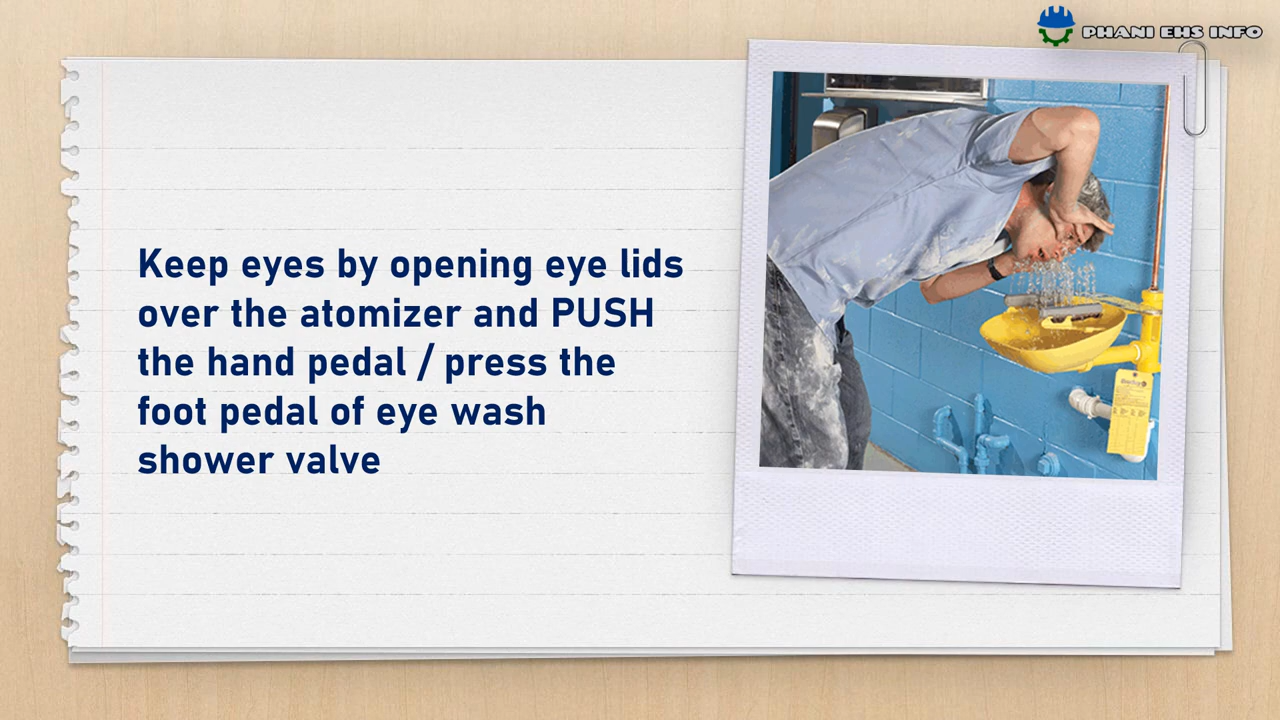 PHANI EHS INFO
Keep eyes by opening eye lids
over the atomizer and PUSH
the hand pedal / press the
foot pedal of eye wash
shower valve